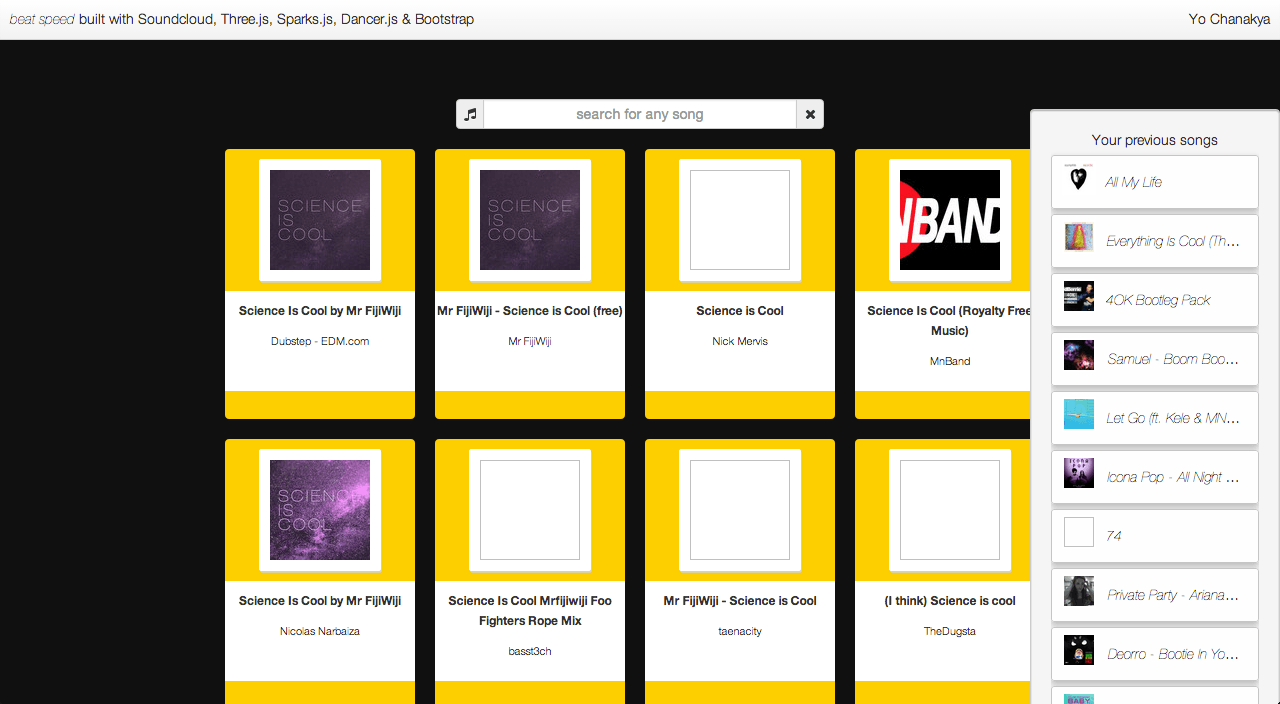 beat speed built with Soundcloud, Three.js, Sparks.js, Dancer.js & Bootstrap
Yo Chanakya
search for any song
SCIENCE
IS
COOL
Science Is Cool by Mr FijiWiji
Dubstep - EDM.com
SCIENCE
IS
COOL
Mr FijiWiji - Science is Cool (free)
Mr FijiWiji
Science is Cool
Nick Mervis
NBAND
Science Is Cool (Royalty Free
Music)
MnBand
SCIENCE
IS
COOL
Science Is Cool by Mr FijiWiji
Nicolas Narbaiza
Science Is Cool Mrfijiwiji Foo
Fighters Rope Mix
basst3ch
Mr FijiWiji - Science is Cool
taenacity
(I think) Science is cool
TheDugsta
Your previous songs
All My Life
Everything Is Cool (Th...
4OK Bootleg Pack
Samuel - Boom Boo...
Let Go (ft. Kele & MN...
ICONA
POP
Icona Pop - All Night ...
74
Private Party - Ariana...
Deorro - Bootie In Yo...
BABY